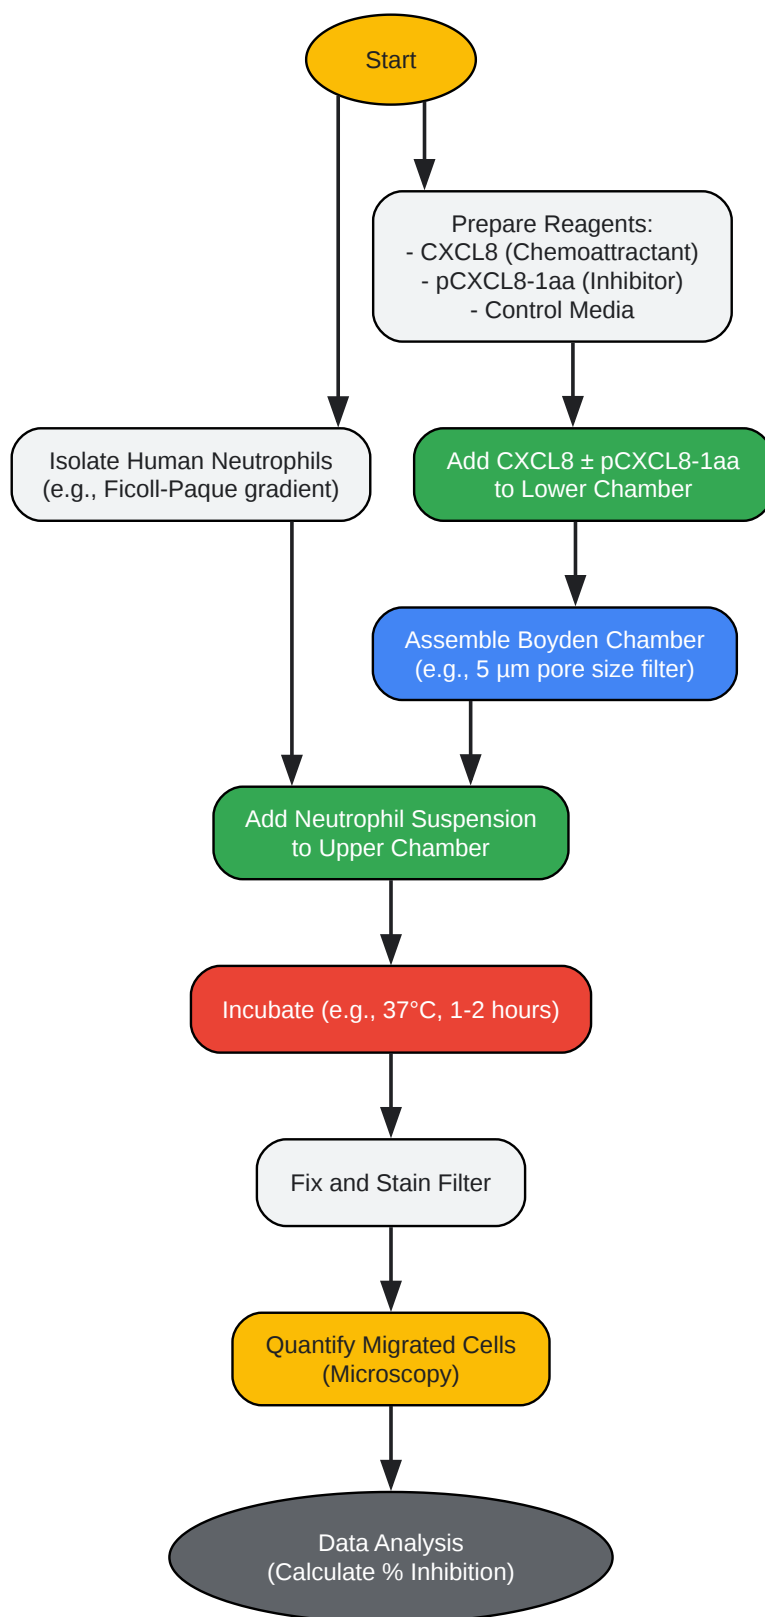 Start
Prepare Reagents:
- CXCL8 (Chemoattractant)
- pCXCL8-1aa (Inhibitor)
- Control Media
Isolate Human Neutrophils
(e.g., Ficoll-Paque gradient)
Add CXCL8 ± pCXCL8-1aa
to Lower Chamber
Assemble Boyden Chamber
(e.g., 5 µm pore size filter)
Add Neutrophil Suspension
to Upper Chamber
Incubate (e.g., 37°C, 1-2 hours)
Fix and Stain Filter
Quantify Migrated Cells
(Microscopy)
Data Analysis
(Calculate % Inhibition)